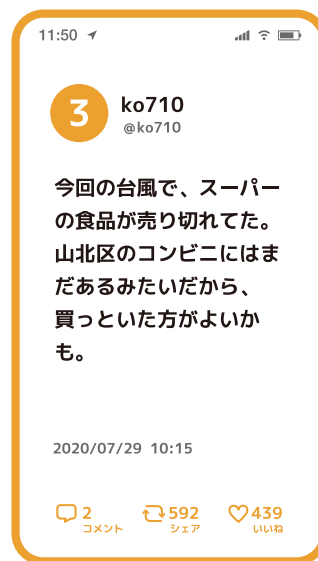 11:50
3
ko710
@ko710
今回の台風で、スーパー
の食品が売り切れてた。
山北区のコンビニにはま
だあるみたいだから、
買っといた方がよいか
も。
2020/07/29 10:15
2 592 439
コメント シェア いいね